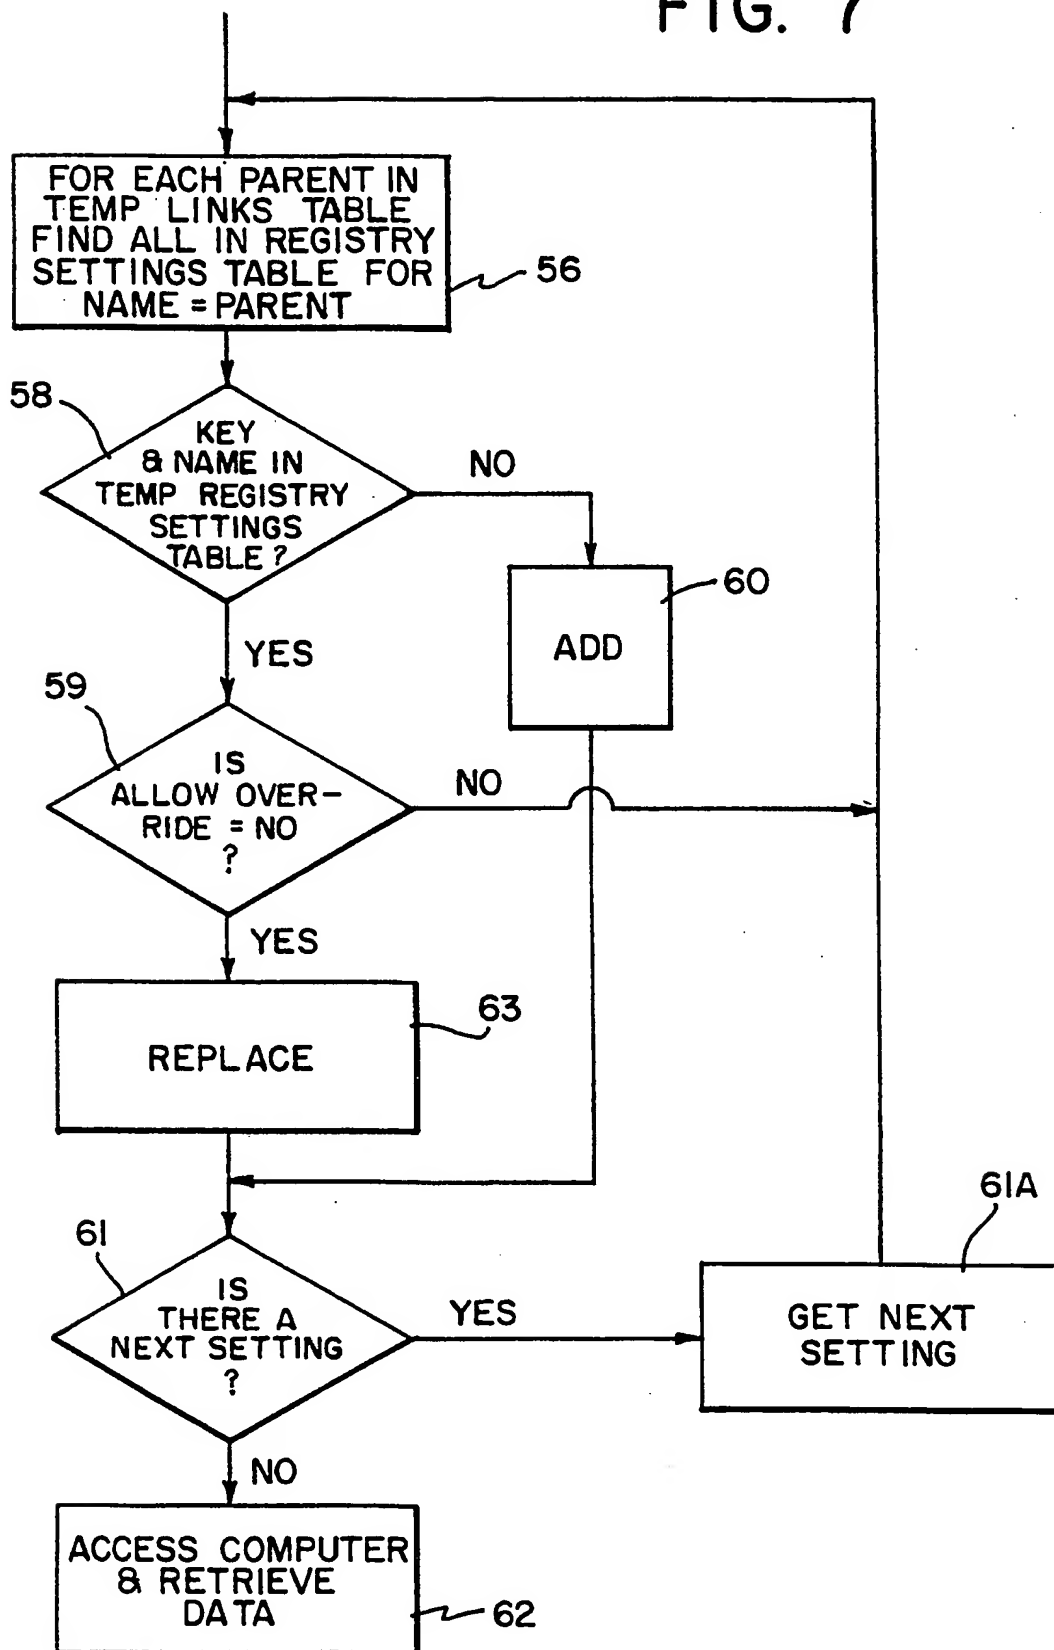 FIG. 7
FOR EACH PARENT IN
TEMP LINKS TABLE
FIND ALL IN REGISTRY
SETTINGS TABLE FOR
NAME = PARENT
56
58
KEY
& NAME IN
TEMP REGISTRY
SETTINGS
TABLE ?
NO
60
ADD
YES
59
IS
ALLOW OVER-
RIDE = NO
?
NO
YES
63
REPLACE
61
IS
THERE A
NEXT SETTING
?
YES
61A
GET NEXT
SETTING
NO
ACCESS COMPUTER
& RETRIEVE
DATA
62